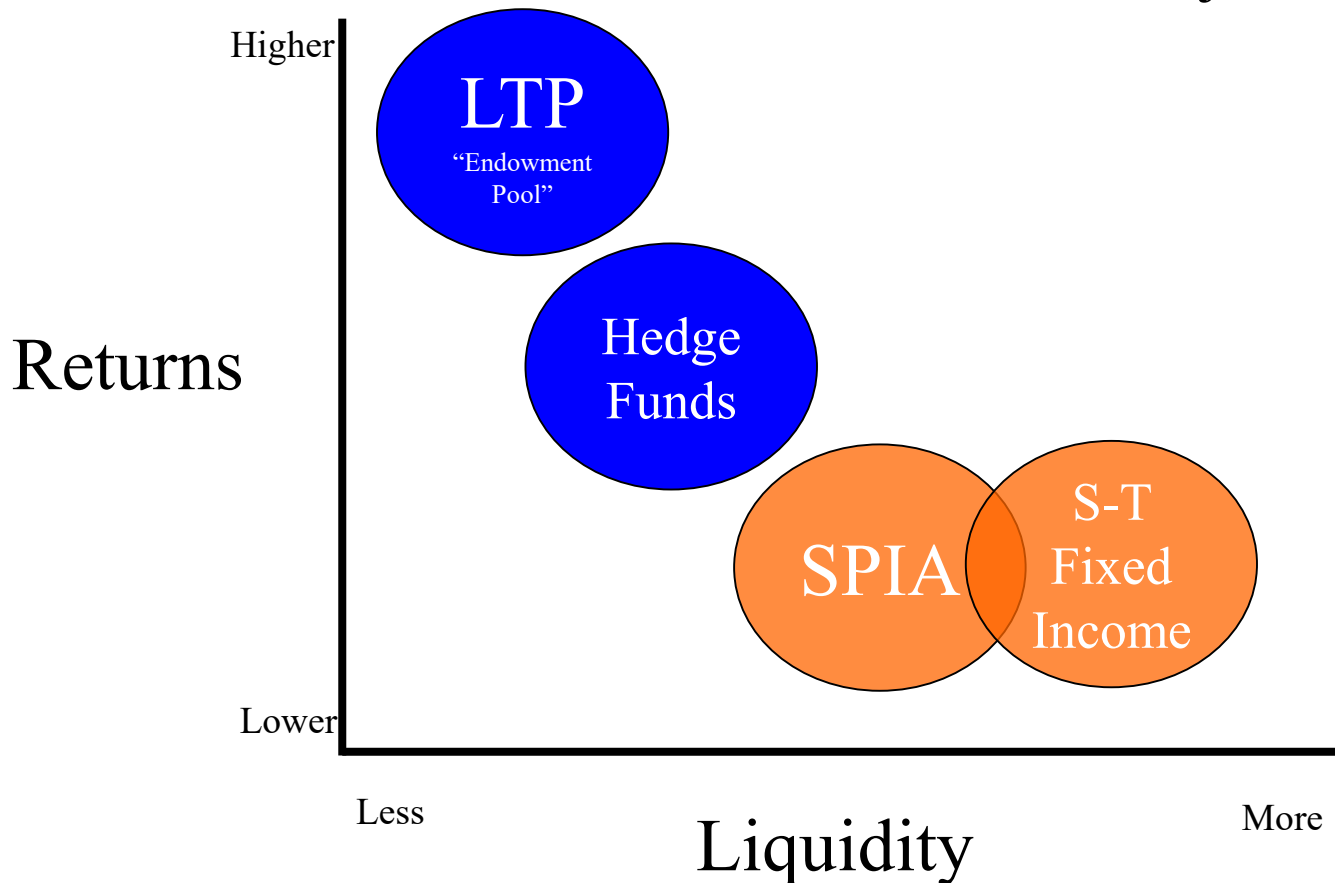 Higher
LTP
“Endowment
Pool”
Hedge
Funds
Returns
SPIA
S-T
Fixed
Income
Lower
Less
More
Liquidity